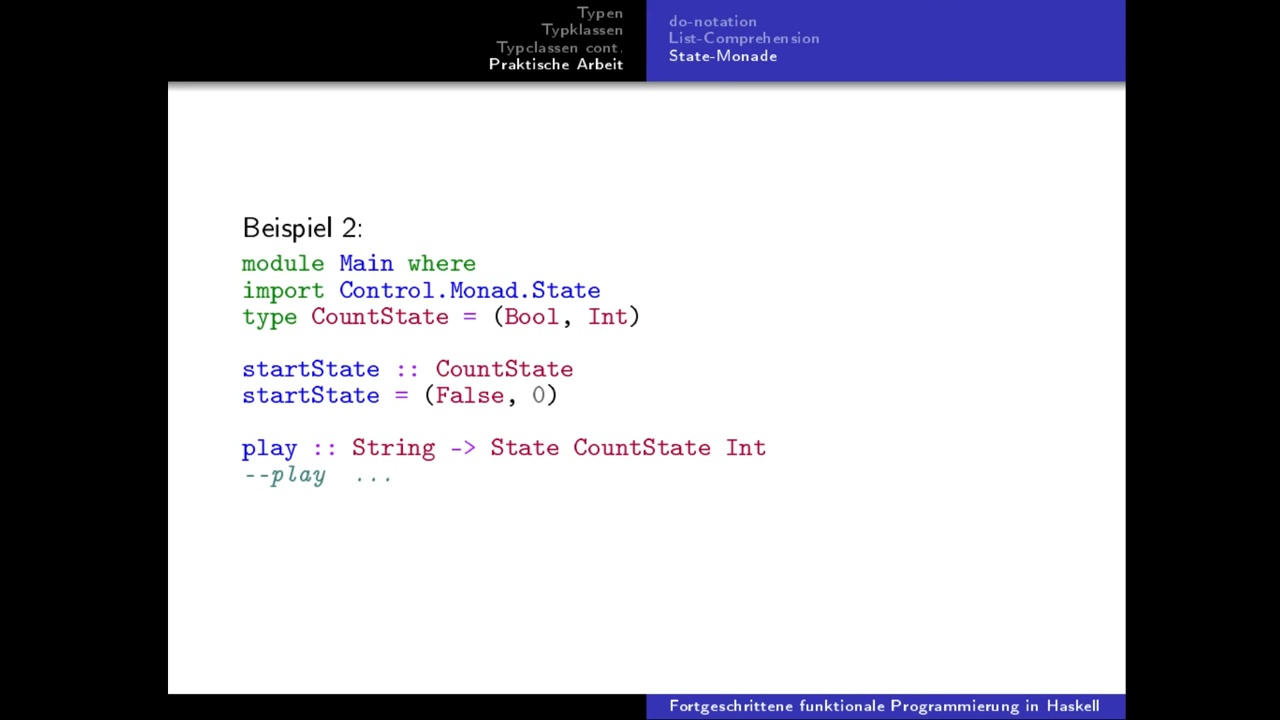 Typen
Typklassen
Typclassen cont.
Praktische Arbeit
do-notation
List-Comprehension
State-Monade
Beispiel 2:
module Main where
import Control.Monad.State
type CountState = (Bool, Int)
startState :: CountState
startState = (False, 0)
play :: String -> State CountState Int
--play ...
Fortgeschrittene funktionale Programmierung in Haskell